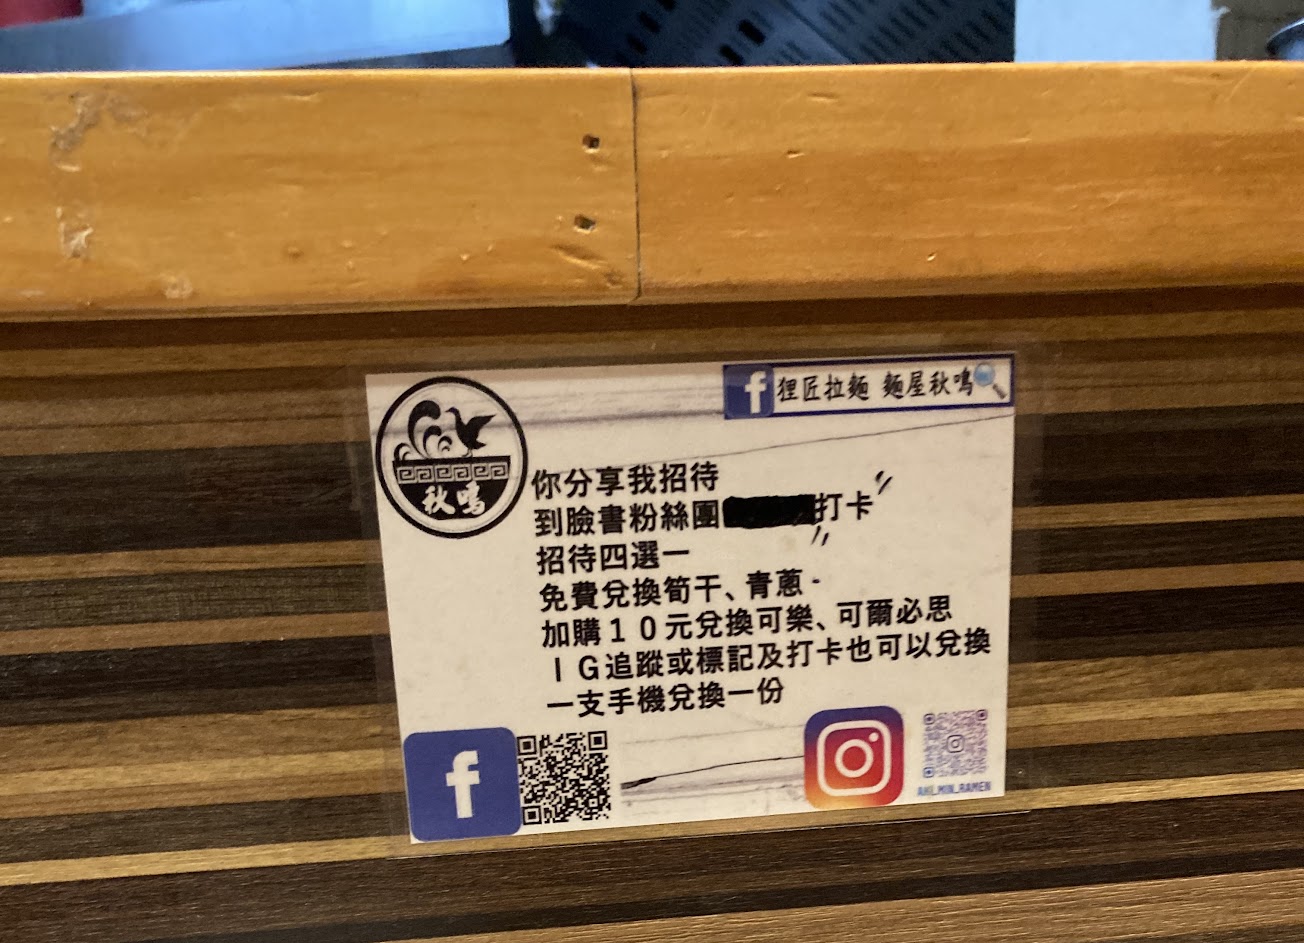 狸匠拉麵 麵屋秋鳴
秋鳴
你分享我招待
到臉書粉絲團打卡
招待四選一
免費兌換筍干、青蔥
加購10元兌換可樂、可爾必思
IG追蹤或標記及打卡也可以兌換
一支手機兌換一份
AKI_MIN_RAMEN